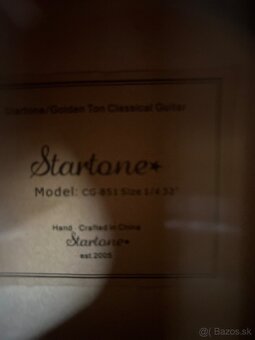 Startone/Golden Ton Classical Guitar
Startone
Model: CG 851 Size 1/4 32"
Hand Crafted in China
Startone
est.2005
@Bazos.sk